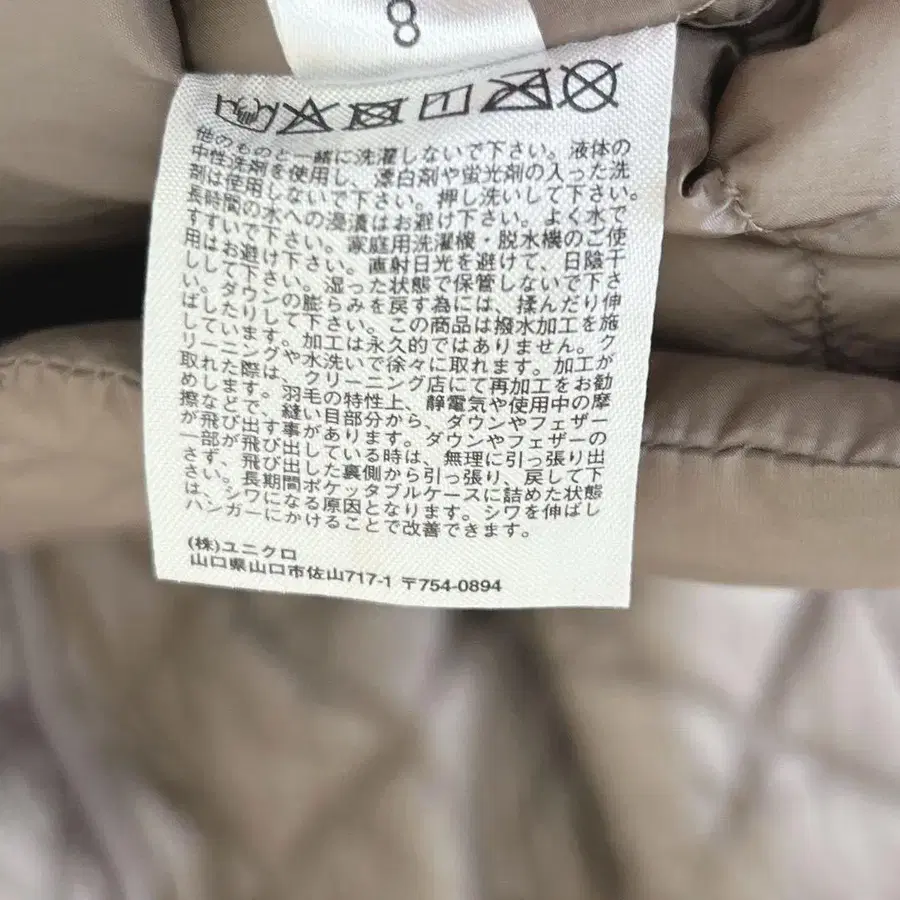 8
他のものと一緒に洗濯しないで下さい。液体の
中性洗剤を使用し、漂白剤や蛍光剤の入った洗
剤は使用しないで下さい。押し洗いして下さい。
長時間の水への浸漬はお避け下さい。よく水で
すすいで下さい。家庭用洗濯機・脱水機のご使
用はお避け下さい。直射日光を避けて、日陰干
しして下さい。湿った状態で保管しないで下さ
い。ダウンの膨らみを戻す為には、揉んだり伸
ばしたりして下さい。この商品は撥水加工を施
しています。加工は永久的ではありません。ク
リーニングや水洗いで徐々に取れます。加工が
取れた際は、クリーニング店にて再加工をお勧
めします。羽毛の特性上、静電気や使用中の摩
擦などで、縫い目部分から、ダウンやフェザー
が飛び出す事があります。ダウンやフェザーの
一部が飛び出している時は、無理に引っ張り出
さず、飛び出した裏側から引っ張り、戻して下
さい。長期間ポケッタブルケースに詰めた状態
は、シワになる原因となります。シワを伸ばし
ハンガーにかけることで改善できます。
(株)ユニクロ
山口県山口市佐山717-1 〒754-0894